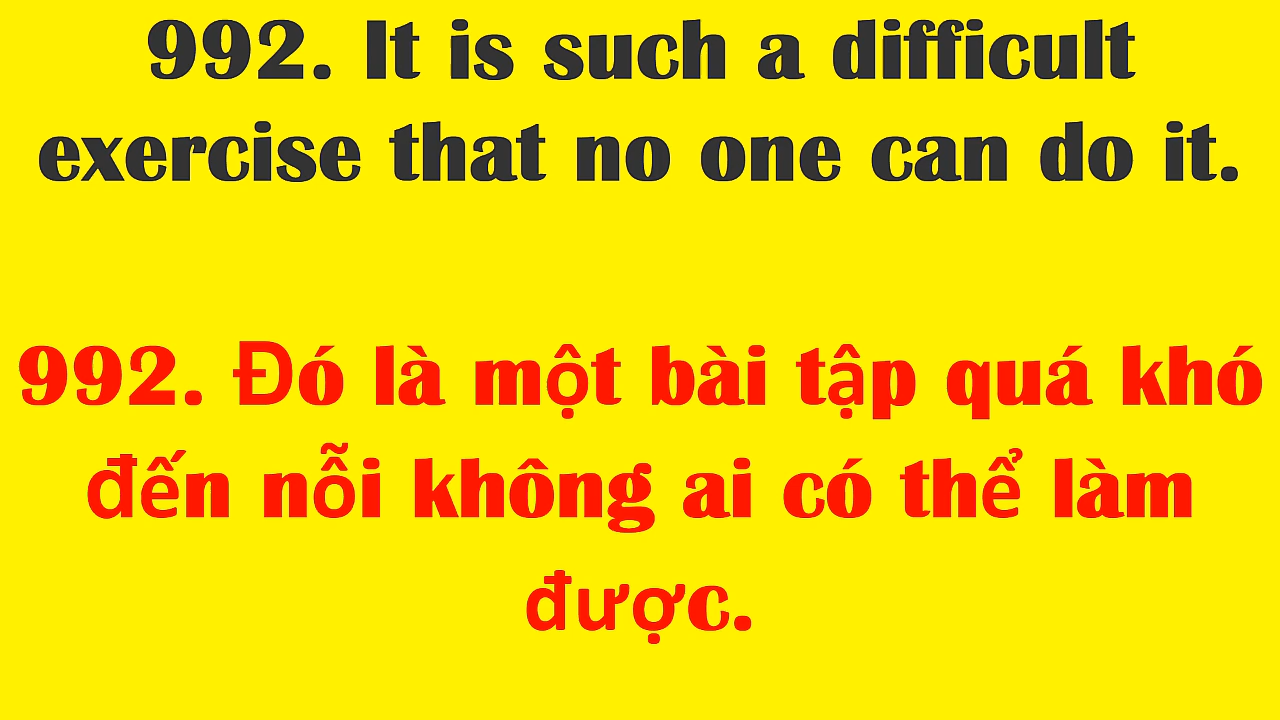 992. It is such a difficult
exercise that no one can do it.
992. Đó là một bài tập quá khó
đến nỗi không ai có thể làm
được.